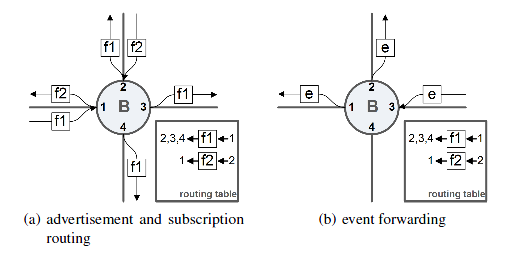 f1 f2 e
2 2
f2 1 B 3 f1 e 1 B 3 e
f1
4 4
2,3,4 f1 1 2,3,4 f1 1
f1 1 f2 2 1 f2 2
routing table routing table
(a) advertisement and subscription
routing
(b) event forwarding